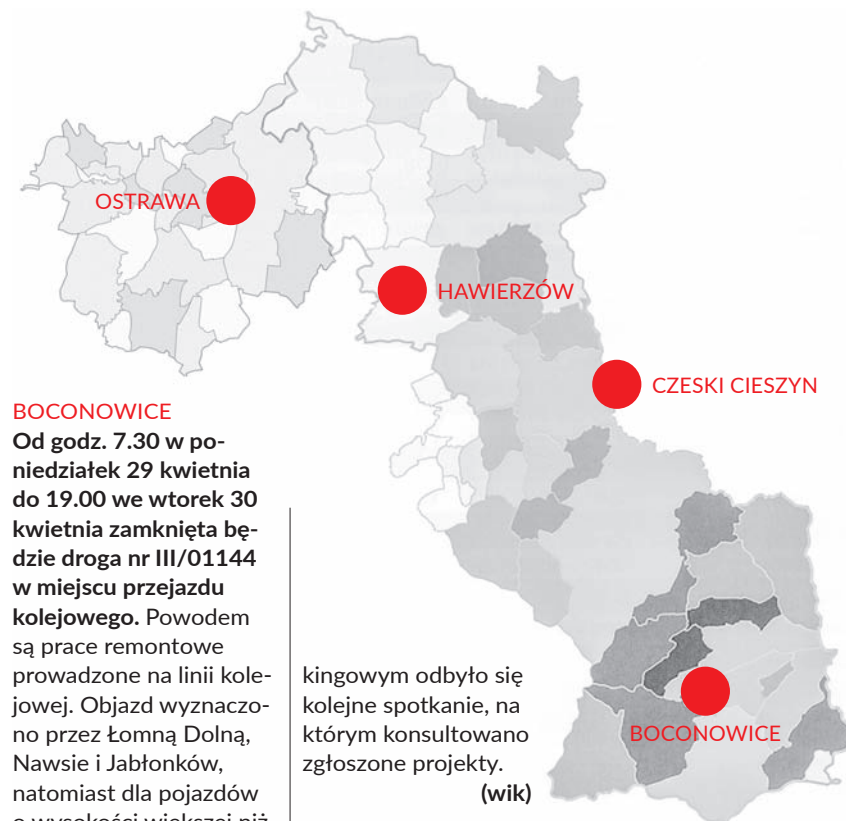 OSTRAWA
HAWIERZÓW
CZESKI CIESZYN
BOCONOWICE
BOCONOWICE
Od godz. 7.30 w po-
niedziałek 29 kwietnia
do 19.00 we wtorek 30
kwietnia zamknięta bę-
dzie droga nr III/01144
w miejscu przejazdu
kolejowego. Powodem
są prace remontowe
prowadzone na linii kole-
jowej. Objazd wyznaczo-
no przez Łomną Dolną,
Nawsie i Jabłonków,
natomiast dla pojazdów
o wysokości większej niż
kingowym odbyło się
kolejne spotkanie, na
którym konsultowano
zgłoszone projekty.
(wik)